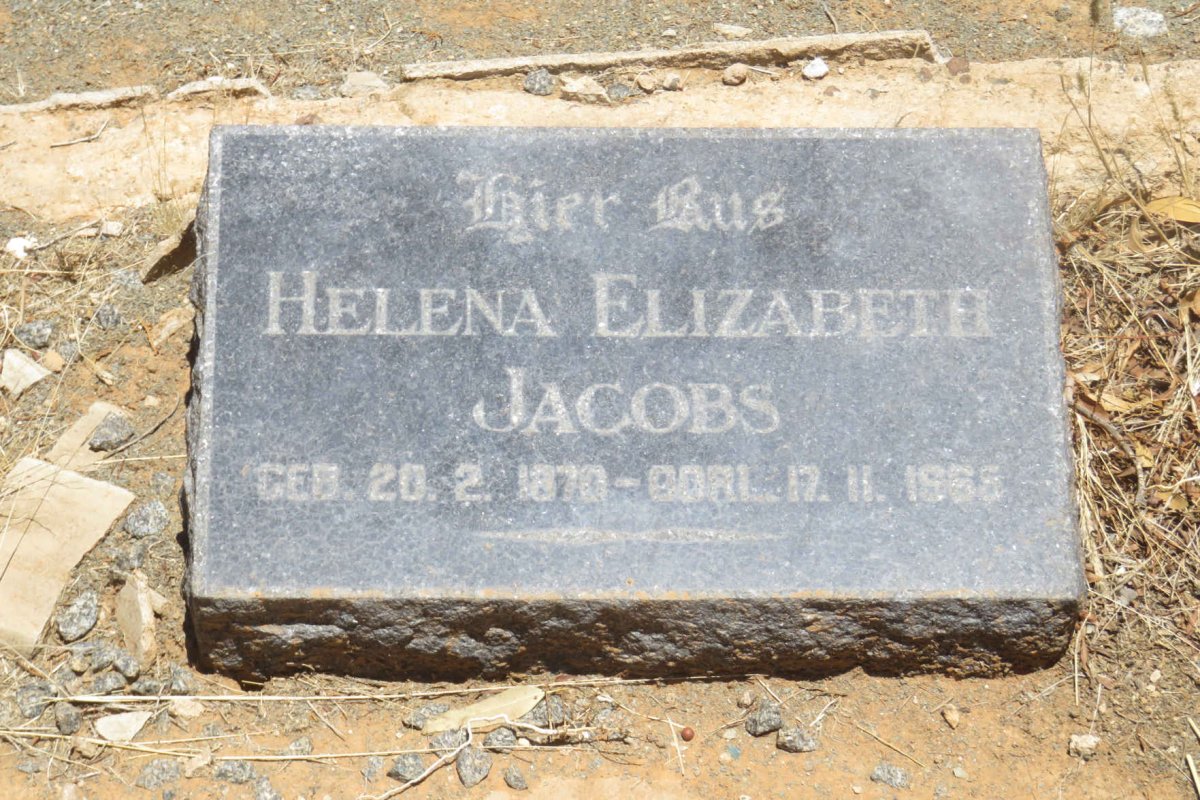 Hier Rus
HELENA ELIZABETH
JACOBS
GEB. 20. 2. 1870 – OORL. 17. 11. 1965